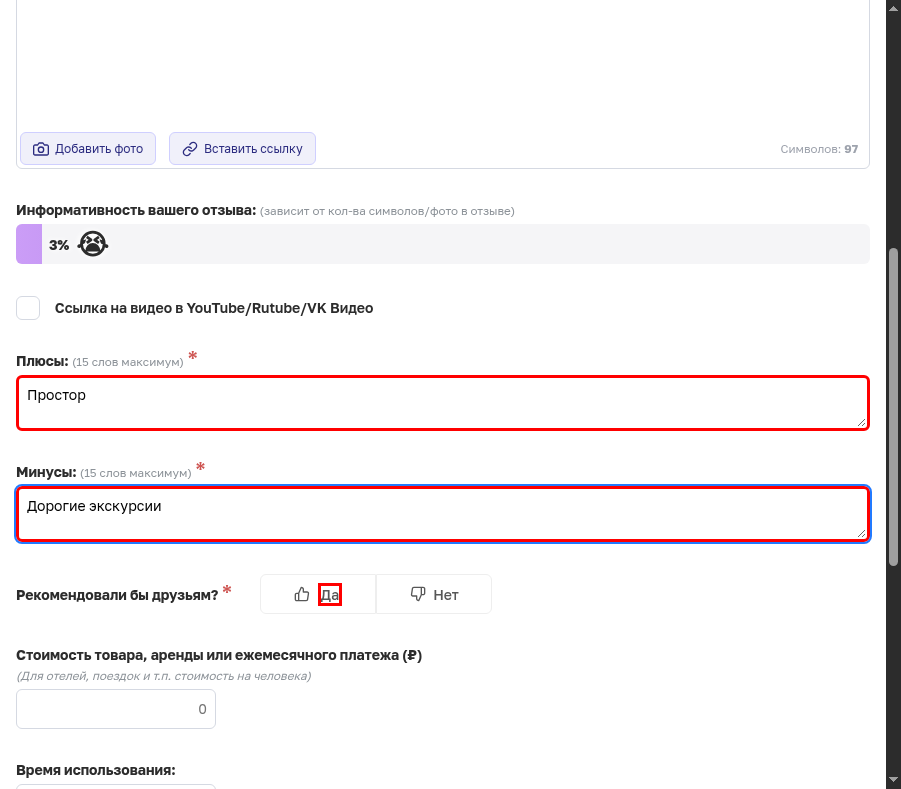 Добавить фото
Вставить ссылку
Символов: 97
Информативность вашего отзыва: (зависит от кол-ва символов/фото в отзыве)
3%
Ссылка на видео в YouTube/Rutube/VK Видео
Плюсы: (15 слов максимум) *
Простор
Минусы: (15 слов максимум) *
Дорогие экскурсии
Рекомендовали бы друзьям? * Да Нет
Стоимость товара, аренды или ежемесячного платежа (₽)
(Для отелей, поездок и т.п. стоимость на человека)
0
Время использования: